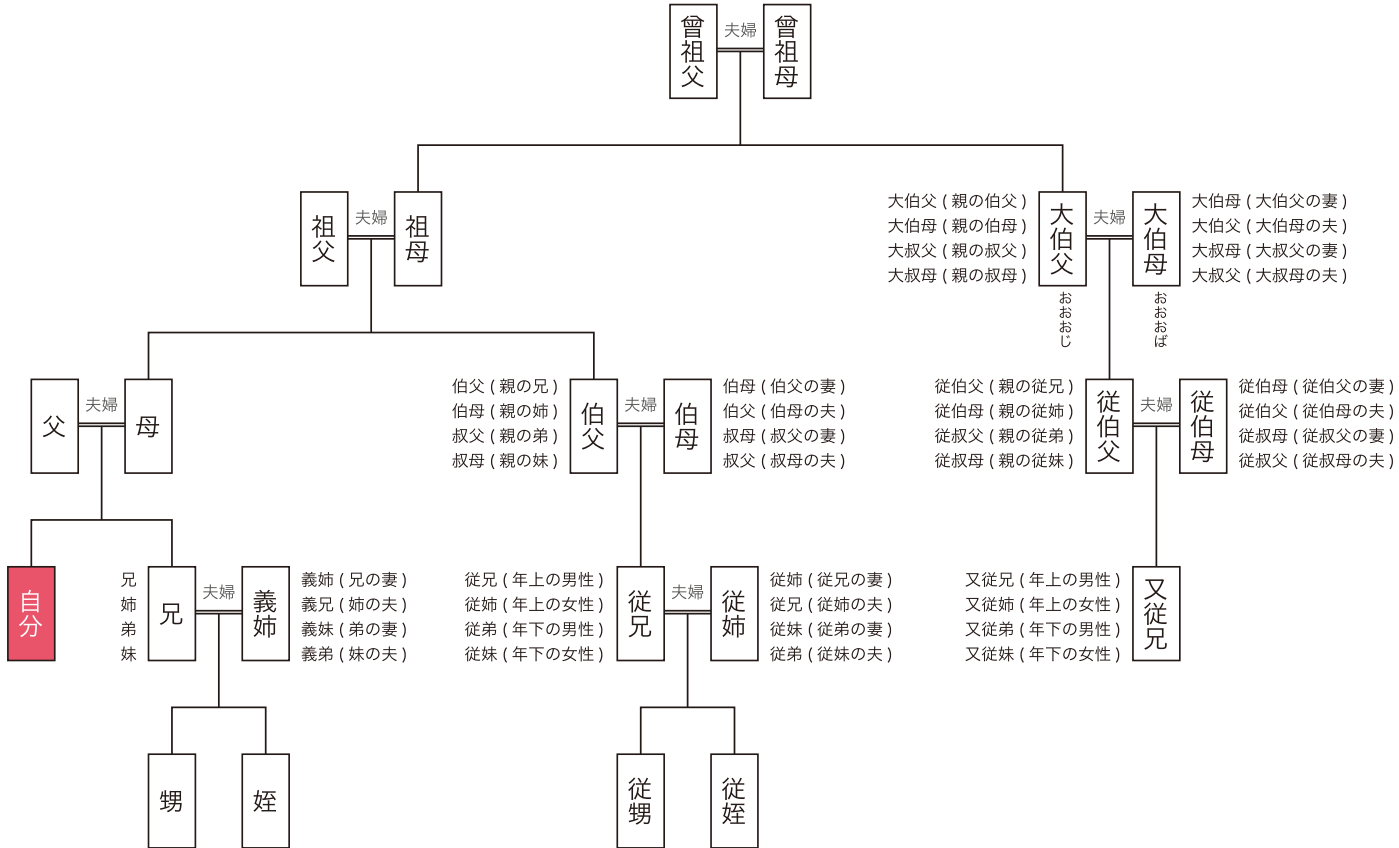 曾祖父
夫婦
曾祖母
祖父
夫婦
祖母
大伯父 ( 親の伯父 )
大伯母 ( 親の伯母 )
大叔父 ( 親の叔父 )
大叔母 ( 親の叔母 )
大伯父
おおおじ
夫婦
大伯母
おおおば
大伯母 ( 大伯父の妻 )
大伯父 ( 大伯母の夫 )
大叔母 ( 大叔父の妻 )
大叔父 ( 大叔母の夫 )
父
夫婦
母
伯父 ( 親の兄 )
伯母 ( 親の姉 )
叔父 ( 親の弟 )
叔母 ( 親の妹 )
伯父
夫婦
伯母
伯母 ( 伯父の妻 )
伯父 ( 伯母の夫 )
叔母 ( 叔父の妻 )
叔父 ( 叔母の夫 )
従伯父 ( 親の従兄 )
従伯母 ( 親の従姉 )
従叔父 ( 親の従弟 )
従叔母 ( 親の従妹 )
従伯父
夫婦
従伯母
従伯母 ( 従伯父の妻 )
従伯父 ( 従伯母の夫 )
従叔母 ( 従叔父の妻 )
従叔父 ( 従叔母の夫 )
自分
兄
姉
弟
妹
兄
夫婦
義姉
義姉 ( 兄の妻 )
義兄 ( 姉の夫 )
義妹 ( 弟の妻 )
義弟 ( 妹の夫 )
従兄 ( 年上の男性 )
従姉 ( 年上の女性 )
従弟 ( 年下の男性 )
従妹 ( 年下の女性 )
従兄
夫婦
従姉
従姉 ( 従兄の妻 )
従兄 ( 従姉の夫 )
従妹 ( 従弟の妻 )
従弟 ( 従妹の夫 )
又従兄 ( 年上の男性 )
又従姉 ( 年上の女性 )
又従弟 ( 年下の男性 )
又従妹 ( 年下の女性 )
又従兄
甥
姪
従甥
従姪